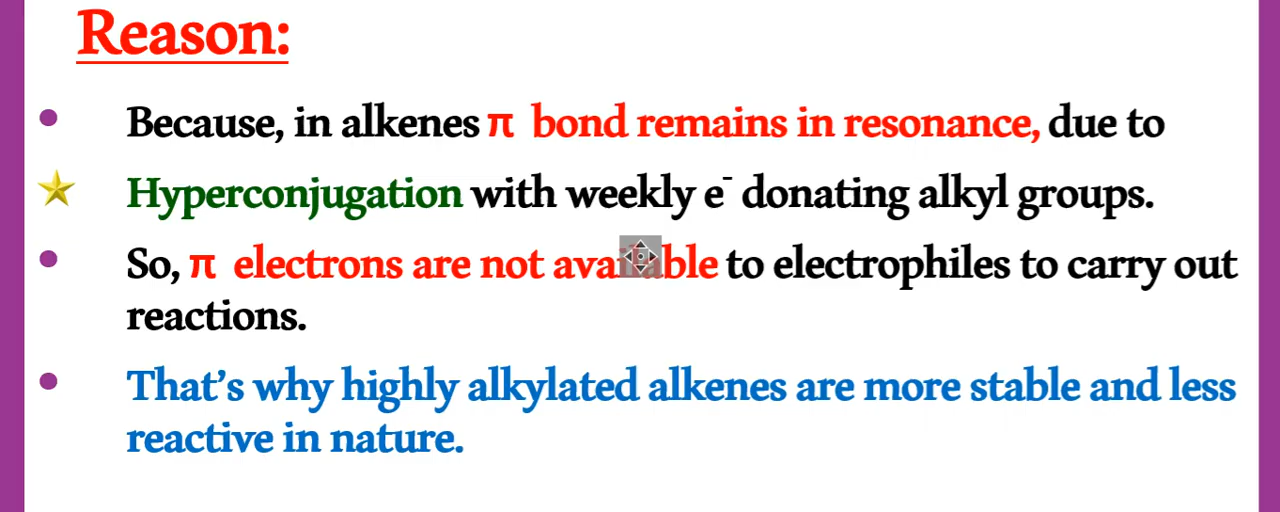 Reason:
Because, in alkenes π bond remains in resonance, due to
Hyperconjugation with weekly e⁻ donating alkyl groups.
So, π electrons are not available to electrophiles to carry out
reactions.
That's why highly alkylated alkenes are more stable and less
reactive in nature.